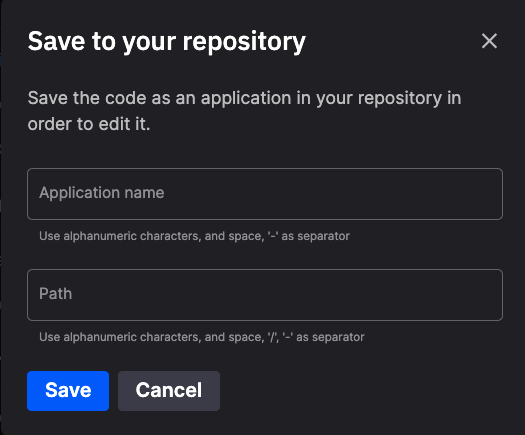 Save to your repository
Save the code as an application in your repository in
order to edit it.
Application name
Use alphanumeric characters, and space, '-' as separator
Path
Use alphanumeric characters, and space, '/', '-' as separator
Save Cancel